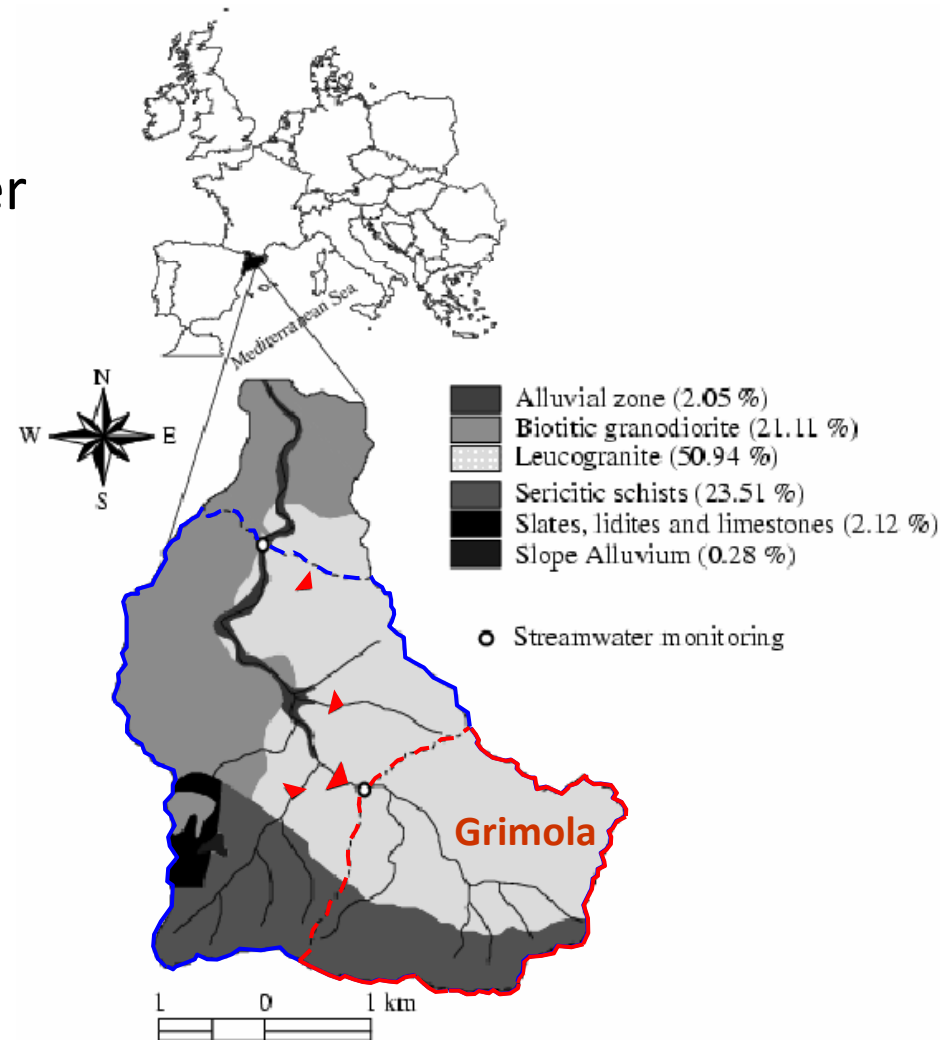 er
Mediterranean Sea
N
W
E
S
Alluvial zone (2.05 %)
Biotitic granodiorite (21.11 %)
Leucogranite (50.94 %)
Sericitic schists (23.51 %)
Slates, lidites and limestones (2.12 %)
Slope Alluvium (0.28 %)
Streamwater monitoring
Grimola
1 0 1 km